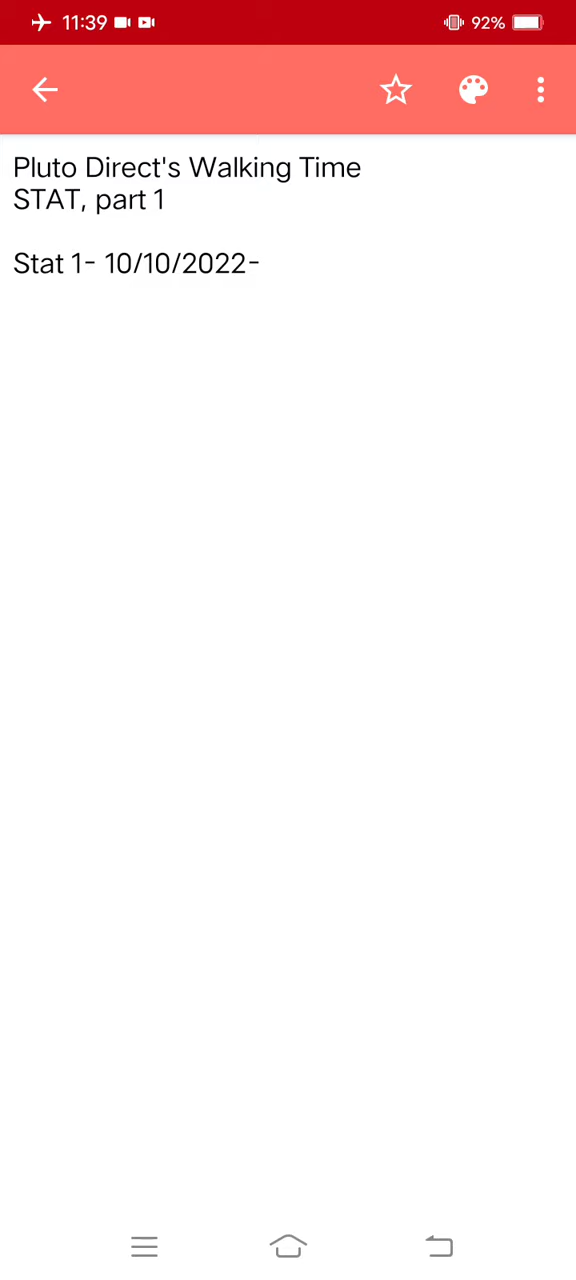 11:39
92%
Pluto Direct's Walking Time
STAT, part 1
Stat 1- 10/10/2022-